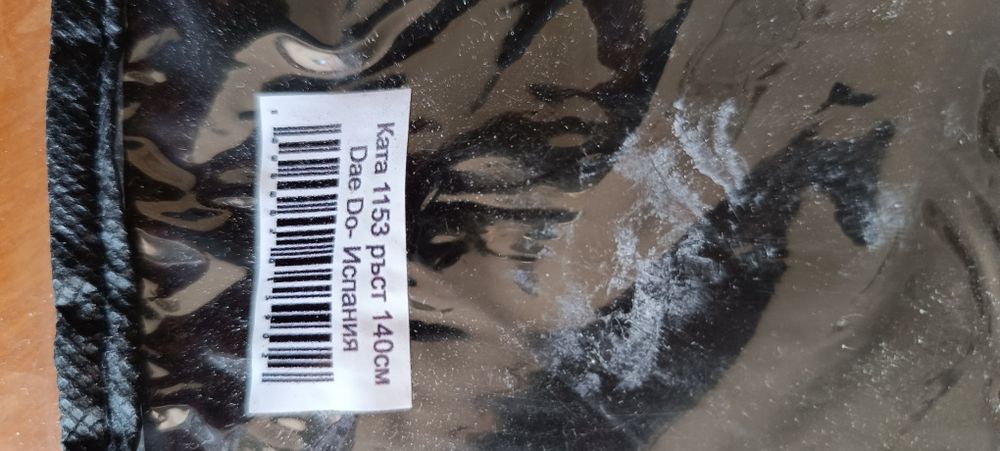 Ката 1153 ръст 140см
Dae Do- Испания